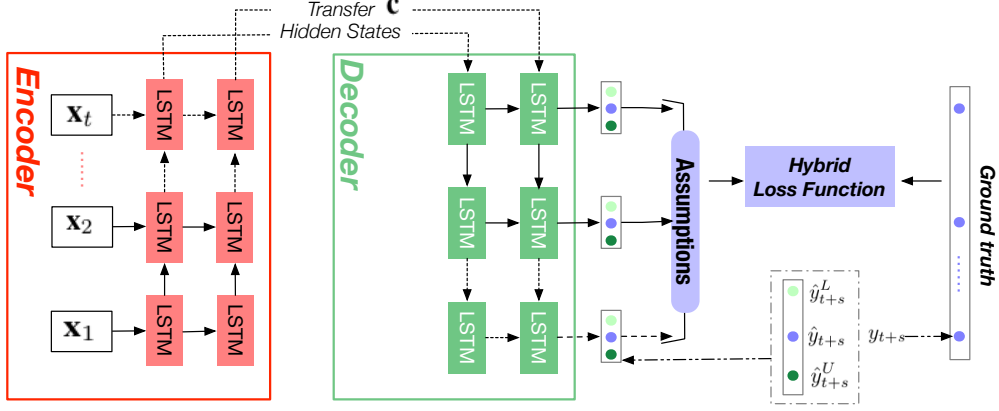 Transfer c
Hidden States
Encoder
x_t
LSTM
LSTM
x_2
LSTM
LSTM
x_1
LSTM
LSTM
Decoder
LSTM
LSTM
LSTM
LSTM
LSTM
LSTM
Assumptions
Hybrid
Loss Function
Ground truth
ŷ^L_{t+s}
ŷ_{t+s}
ŷ^U_{t+s}
y_{t+s}